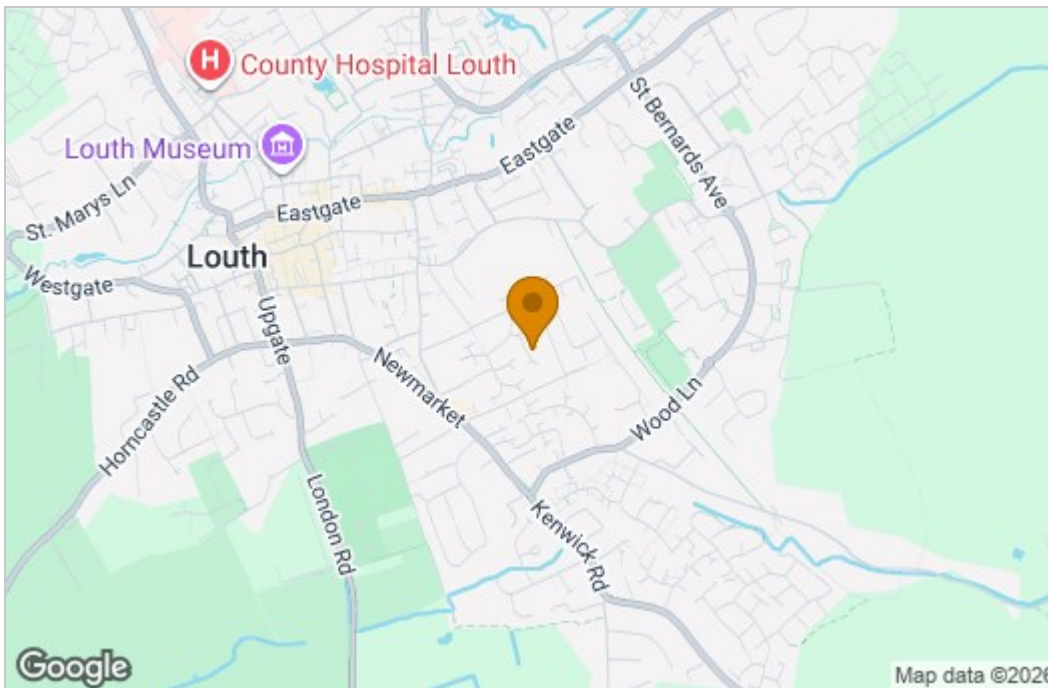 County Hospital Louth
H
Louth Museum
St. Marys Ln
Eastgate
Eastgate
St Bernards Ave
Louth
Westgate
Upgate
Newmarket
Horncastle Rd
Wood Ln
London Rd
Kenwick Rd
Google
Map data ©2026